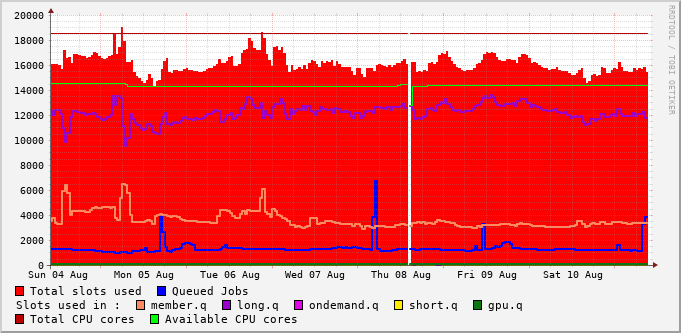 20000
18000
16000
14000
12000
10000
8000
6000
4000
2000
0
Sun 04 Aug Mon 05 Aug Tue 06 Aug Wed 07 Aug Thu 08 Aug Fri 09 Aug Sat 10 Aug
Total slots used Queued Jobs
Slots used in : member.q long.q ondemand.q short.q gpu.q
Total CPU cores Available CPU cores
RRDTOOL / TOBI OETIKER